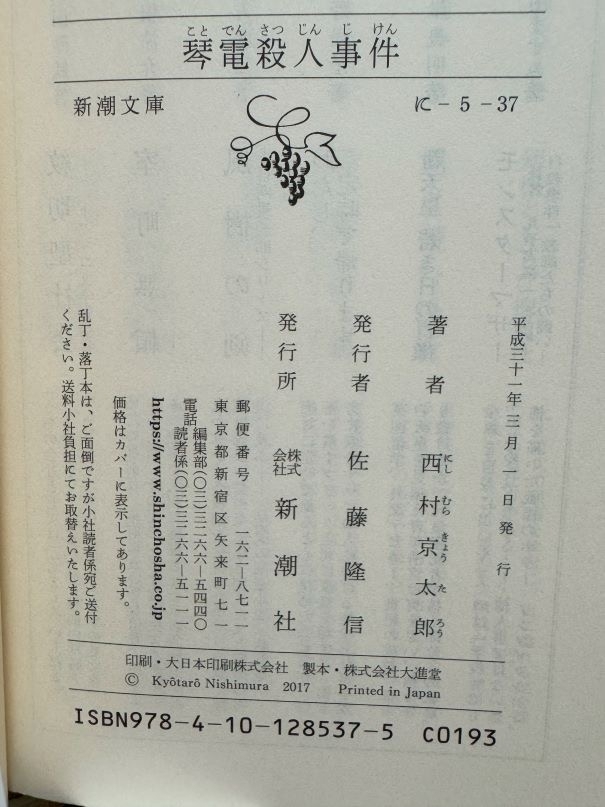 ことでんさつじんじけん
琴電殺人事件
新潮文庫
に-5-37
平成三十一年三月一日発行
著者 西村京太郎
にしむらきょうたろう
発行者 佐藤隆信
発行所 株式会社 新潮社
郵便番号 一六二―八七一一
東京都新宿区矢来町七一
電話 編集部(〇三)三二六六―五四四〇
読者係(〇三)三二六六―五一一一
https://www.shinchosha.co.jp
価格はカバーに表示してあります。
乱丁・落丁本は、ご面倒ですが小社読者係宛ご送付
ください。送料小社負担にてお取替えいたします。
印刷・大日本印刷株式会社 製本・株式会社大進堂
© Kyôtarô Nishimura 2017 Printed in Japan
ISBN978-4-10-128537-5 C0193